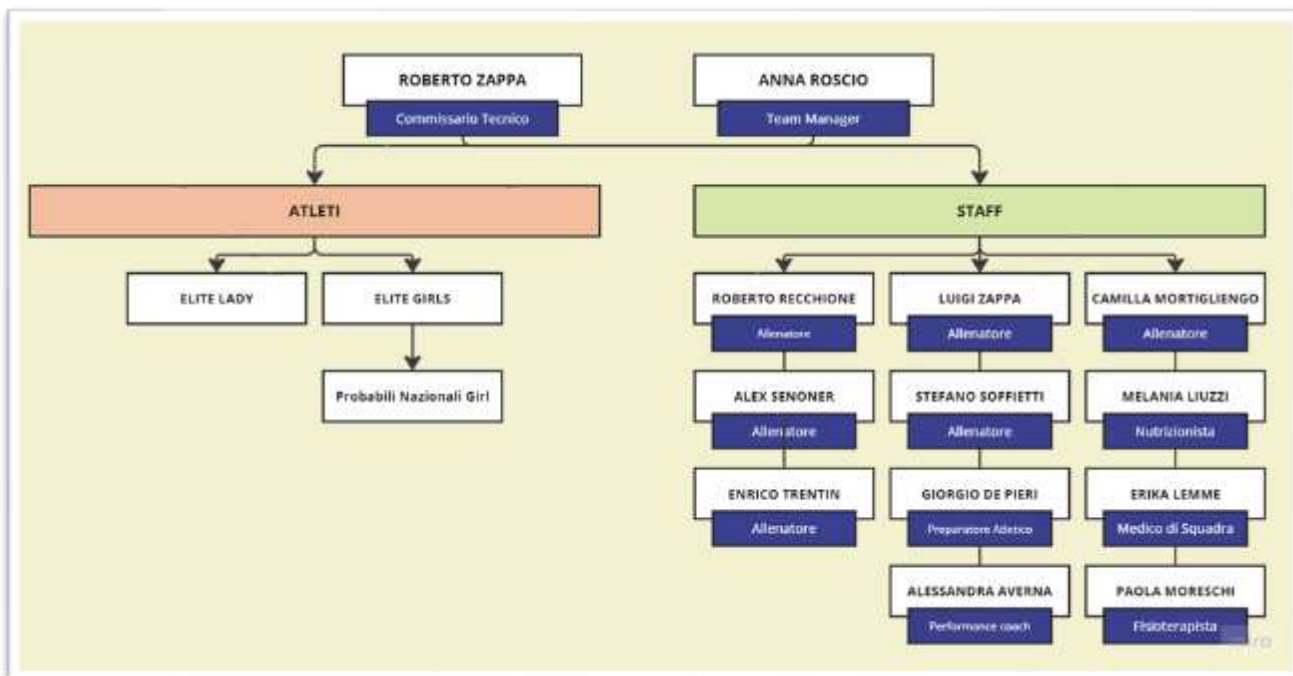 ROBERTO ZAPPA
Commissario Tecnico
ANNA ROSCIO
Team Manager
ATLETI
STAFF
ELITE LADY
ELITE GIRLS
Probabili Nazionali Girl
ROBERTO RECCHIONE
Allenatore
LUIGI ZAPPA
Allenatore
CAMILLA MORTIGLIENGO
Allenatore
ALEX SENONER
Allenatore
STEFANO SOFFIETTI
Allenatore
MELANIA LIUZZI
Nutrizionista
ENRICO TRENTIN
Allenatore
GIORGIO DE PIERI
Preparatore Atletico
ERIKA LEMME
Medico di Squadra
ALESSANDRA AVERNA
Performance coach
PAOLA MORESCHI
Fisioterapista